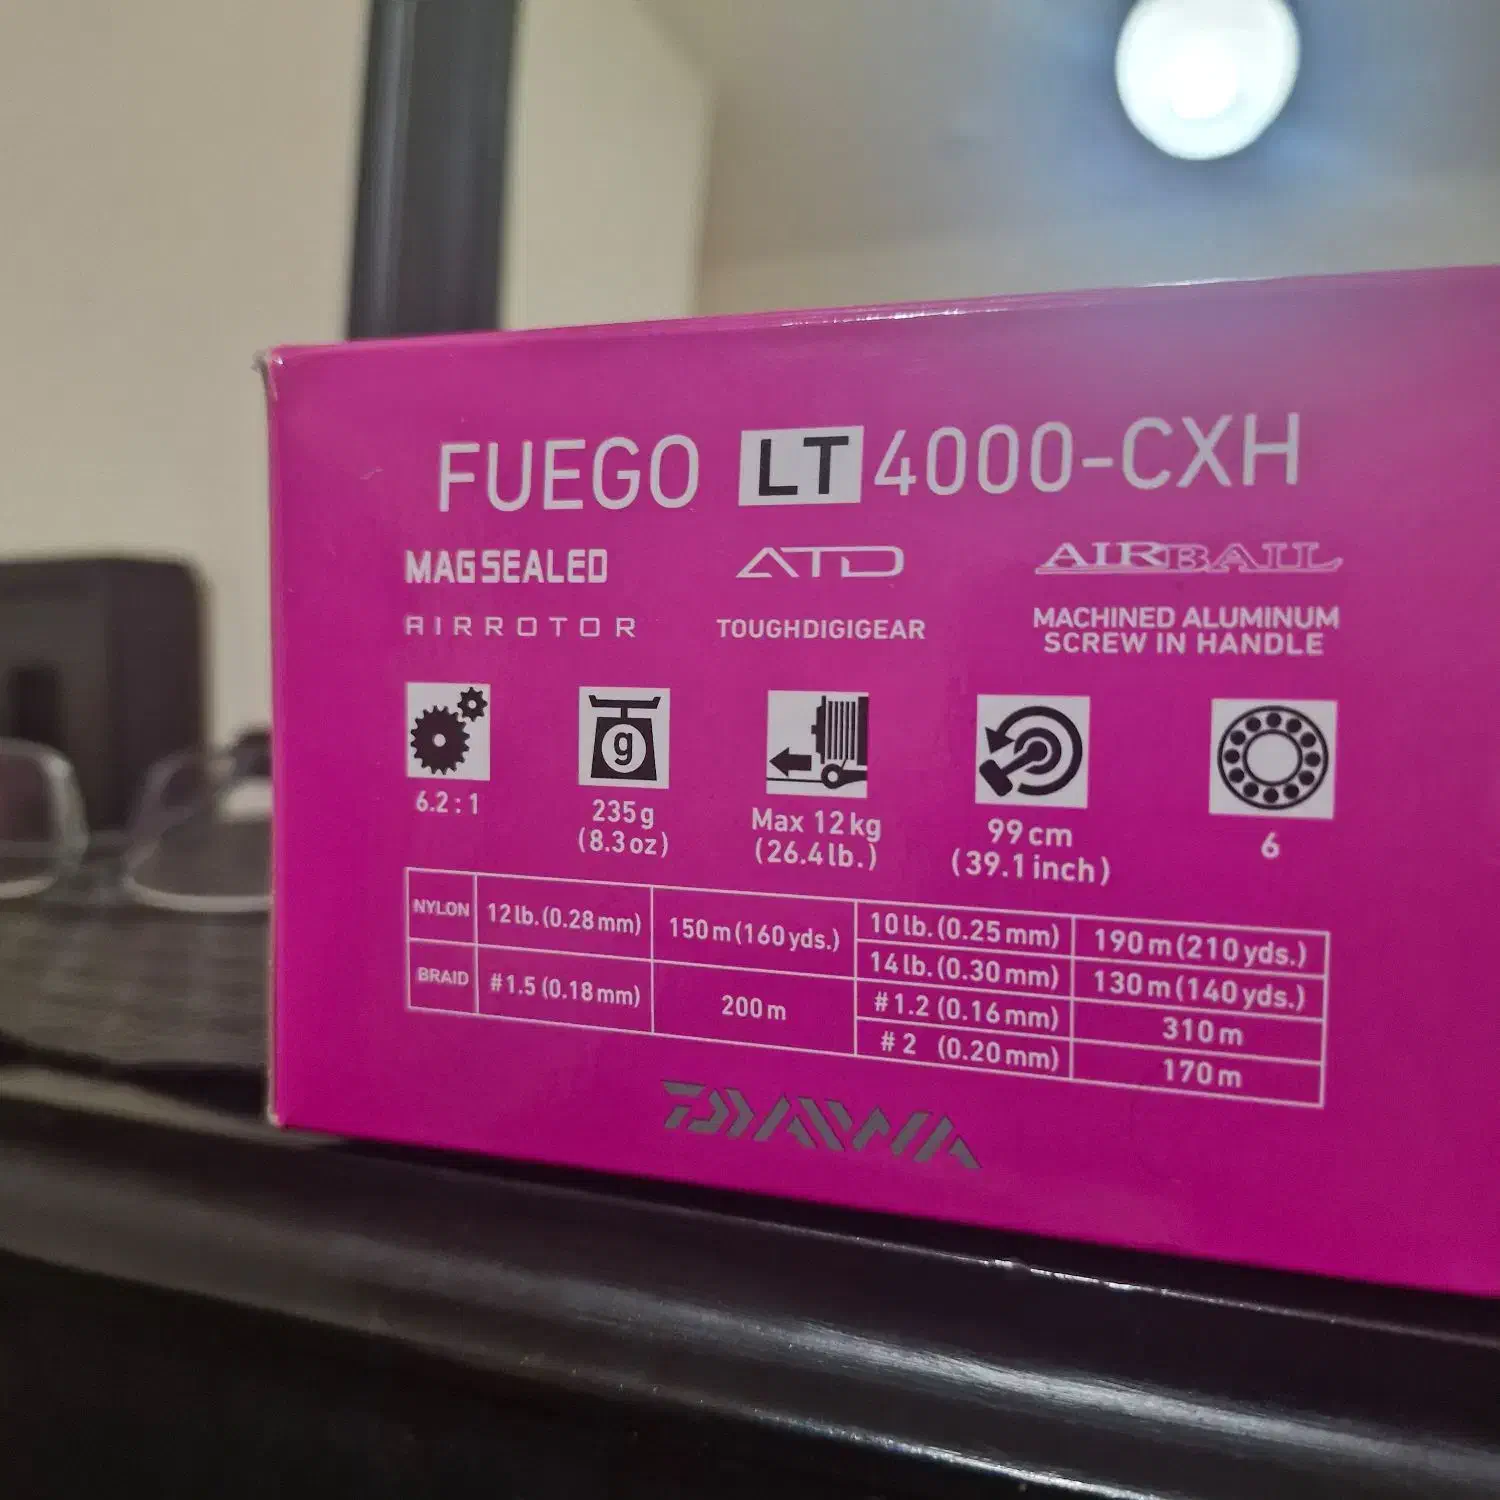 FUEGO LT 4000-CXH
MAGSEALED ATD AIRBAIL
AIRROTOR TOUGHDIGIGEAR MACHINED ALUMINUM
SCREW IN HANDLE
g
6.2:1 235g Max 12kg 99cm 6
(8.3oz) (26.4lb.) (39.1inch)
NYLON 12lb.(0.28mm) 150m(160yds.) 10lb.(0.25mm) 190m(210yds.)
14lb.(0.30mm) 130m(140yds.)
BRAID #1.5(0.18mm) 200m #1.2(0.16mm) 310m
#2 (0.20mm) 170m
DAIWA